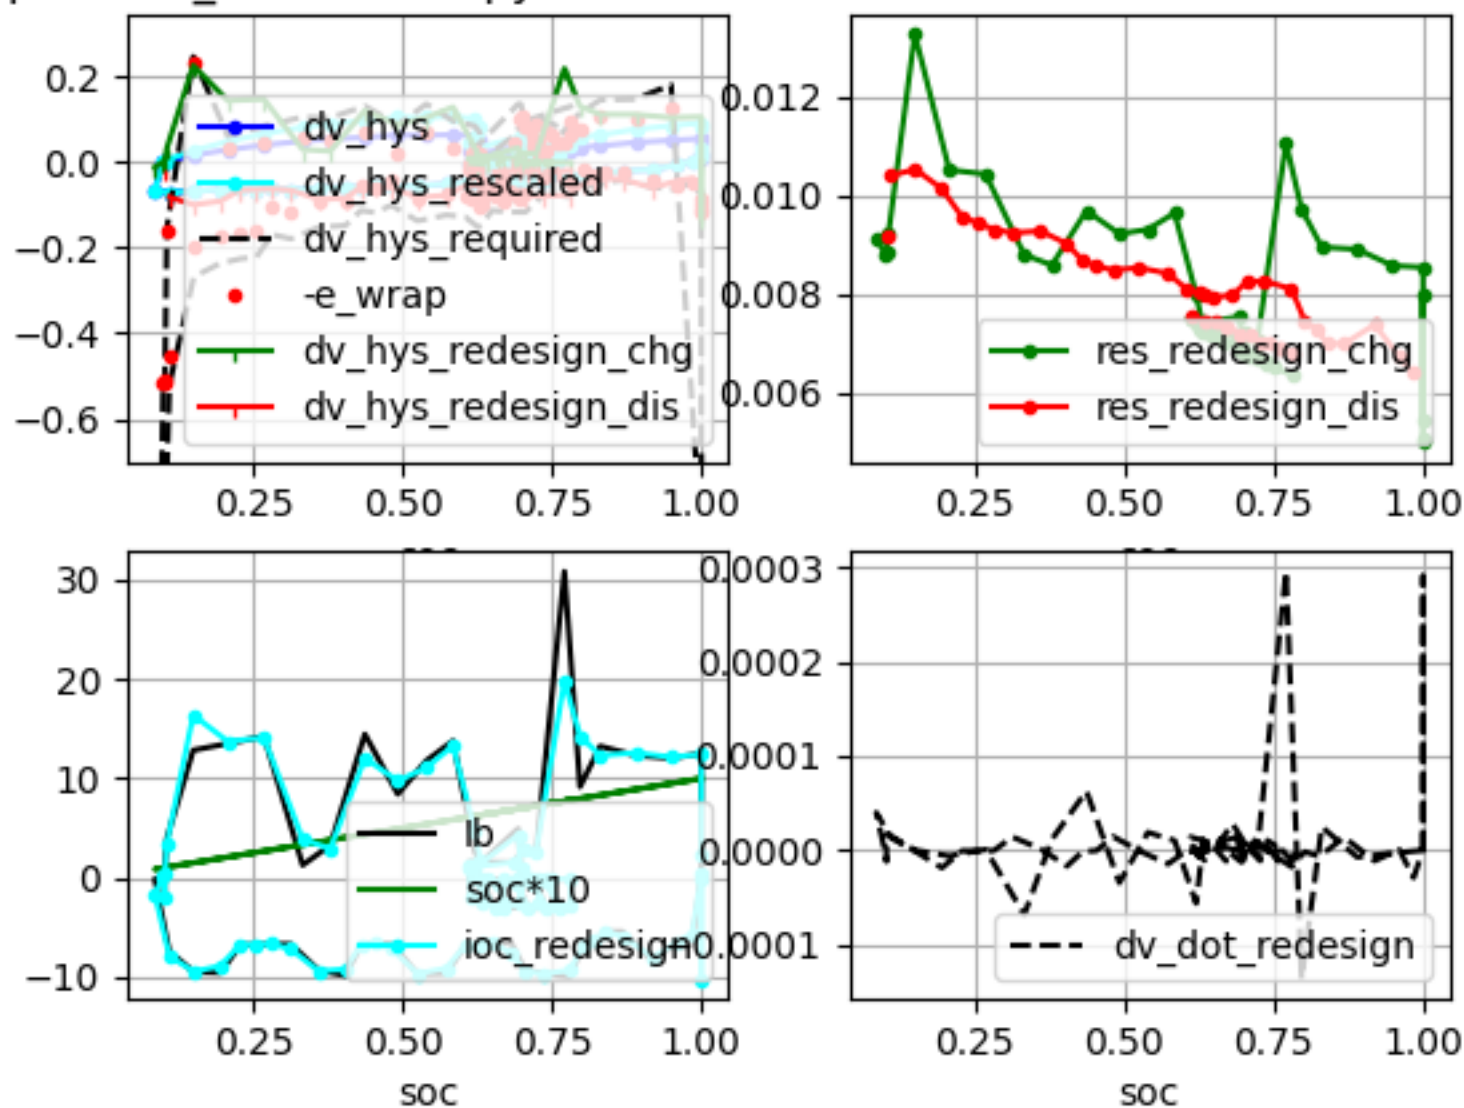 0.2
0.0
−0.2
−0.4
−0.6
dv_hys
dv_hys_rescaled
dv_hys_required
-e_wrap
dv_hys_redesign_chg
dv_hys_redesign_dis
0.25 0.50 0.75 1.00
0.012
0.010
0.008
0.006
res_redesign_chg
res_redesign_dis
0.25 0.50 0.75 1.00
30
20
10
0
−10
Ib
soc*10
ioc_redesign
0.25 0.50 0.75 1.00
soc
0.0003
0.0002
0.0001
0.0000
0.0001
dv_dot_redesign
0.25 0.50 0.75 1.00
soc